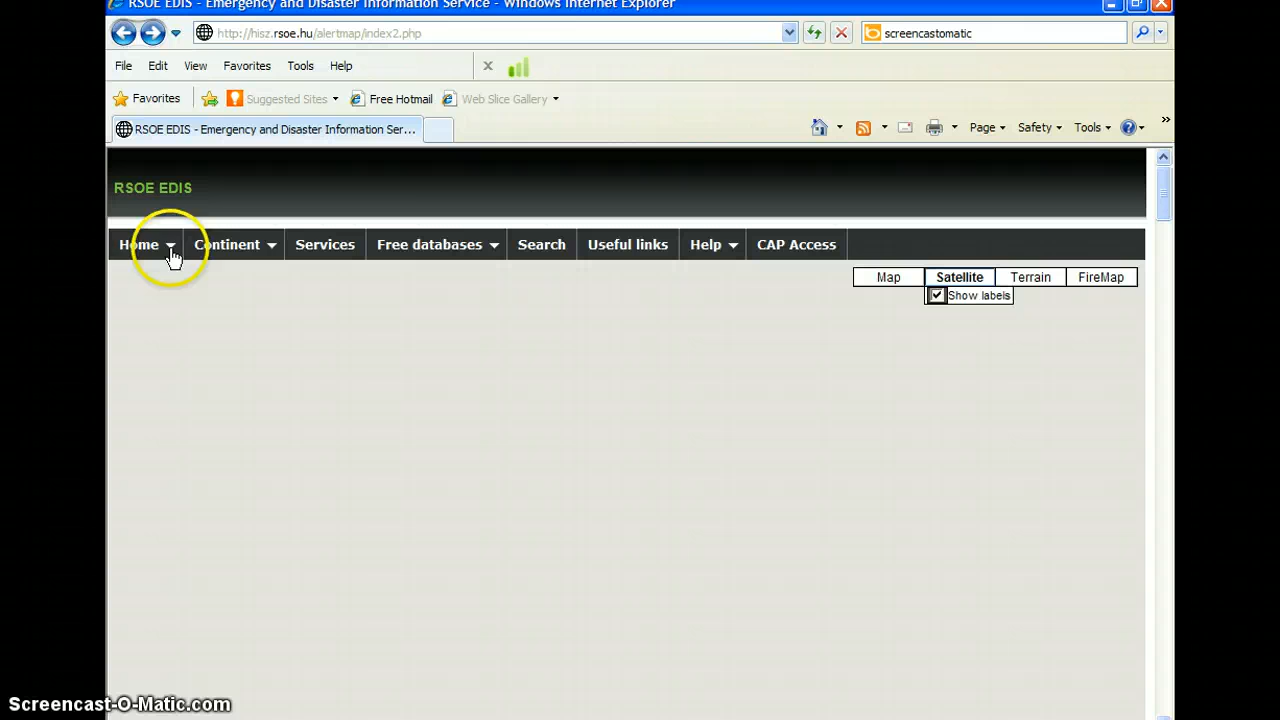 RSOE EDIS - Emergency and Disaster Information Service - Windows Internet Explorer
http://hisz.rsoe.hu/alertmap/index2.php
screencastomatic
File Edit View Favorites Tools Help
Favorites Suggested Sites Free Hotmail Web Slice Gallery
RSOE EDIS - Emergency and Disaster Information Ser... Page Safety Tools »
RSOE EDIS
Home Continent Services Free databases Search Useful links Help CAP Access
Map Satellite Terrain FireMap
Show labels
Screencast-O-Matic.com